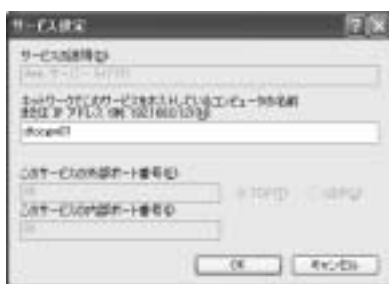 サービス設定
サービスの説明(D)
Web サーバー (HTTP)
ネットワークでこのサービスをホストしているコンピュータの名前
または IP アドレス (例: 192.168.0.12)(N)
このサービスの外部ポート番号(E)
TCP(T)
UDP(U)
このサービスの内部ポート番号(I)
OK
キャンセル